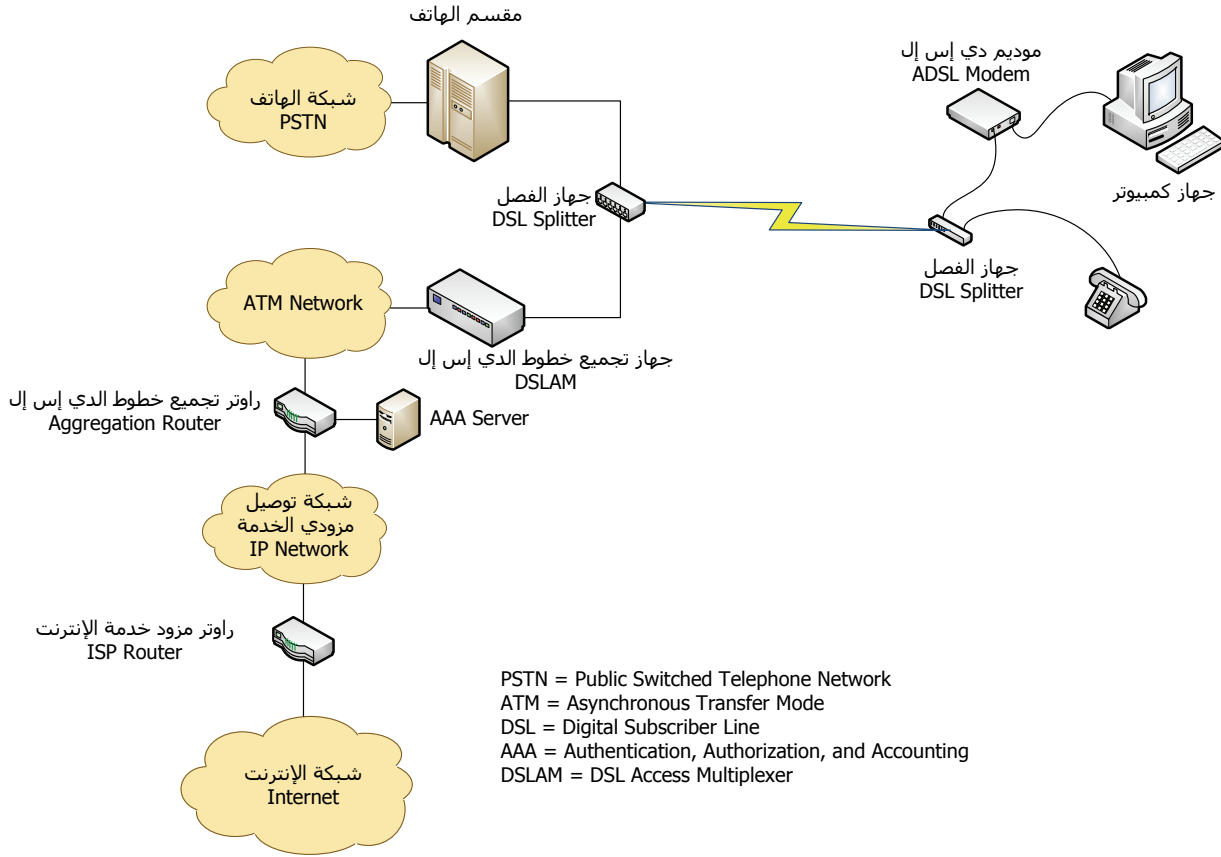 مقسم الهاتف
شبكة الهاتف
PSTN
موديم دي إس إل
ADSL Modem
جهاز كمبيوتر
جهاز الفصل
DSL Splitter
جهاز الفصل
DSL Splitter
ATM Network
جهاز تجميع خطوط الدي إس إل
DSLAM
راوتر تجميع خطوط الدي إس إل
Aggregation Router
AAA Server
شبكة توصيل
مزودي الخدمة
IP Network
راوتر مزود خدمة الإنترنت
ISP Router
PSTN = Public Switched Telephone Network
ATM = Asynchronous Transfer Mode
DSL = Digital Subscriber Line
AAA = Authentication, Authorization, and Accounting
DSLAM = DSL Access Multiplexer
شبكة الإنترنت
Internet